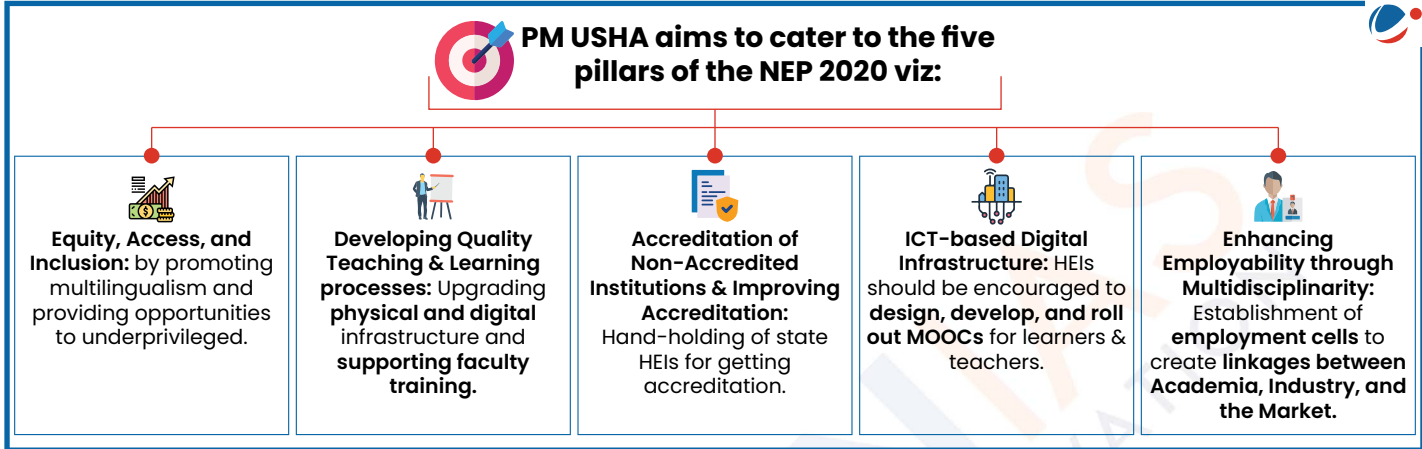 PM USHA aims to cater to the five
pillars of the NEP 2020 viz:
Equity, Access, and
Inclusion: by promoting
multilingualism and
providing opportunities
to underprivileged.
Developing Quality
Teaching & Learning
processes: Upgrading
physical and digital
infrastructure and
supporting faculty
training.
Accreditation of
Non-Accredited
Institutions & Improving
Accreditation:
Hand-holding of state
HEIs for getting
accreditation.
ICT-based Digital
Infrastructure: HEIs
should be encouraged to
design, develop, and roll
out MOOCs for learners &
teachers.
Enhancing
Employability through
Multidisciplinarity:
Establishment of
employment cells to
create linkages between
Academia, Industry, and
the Market.